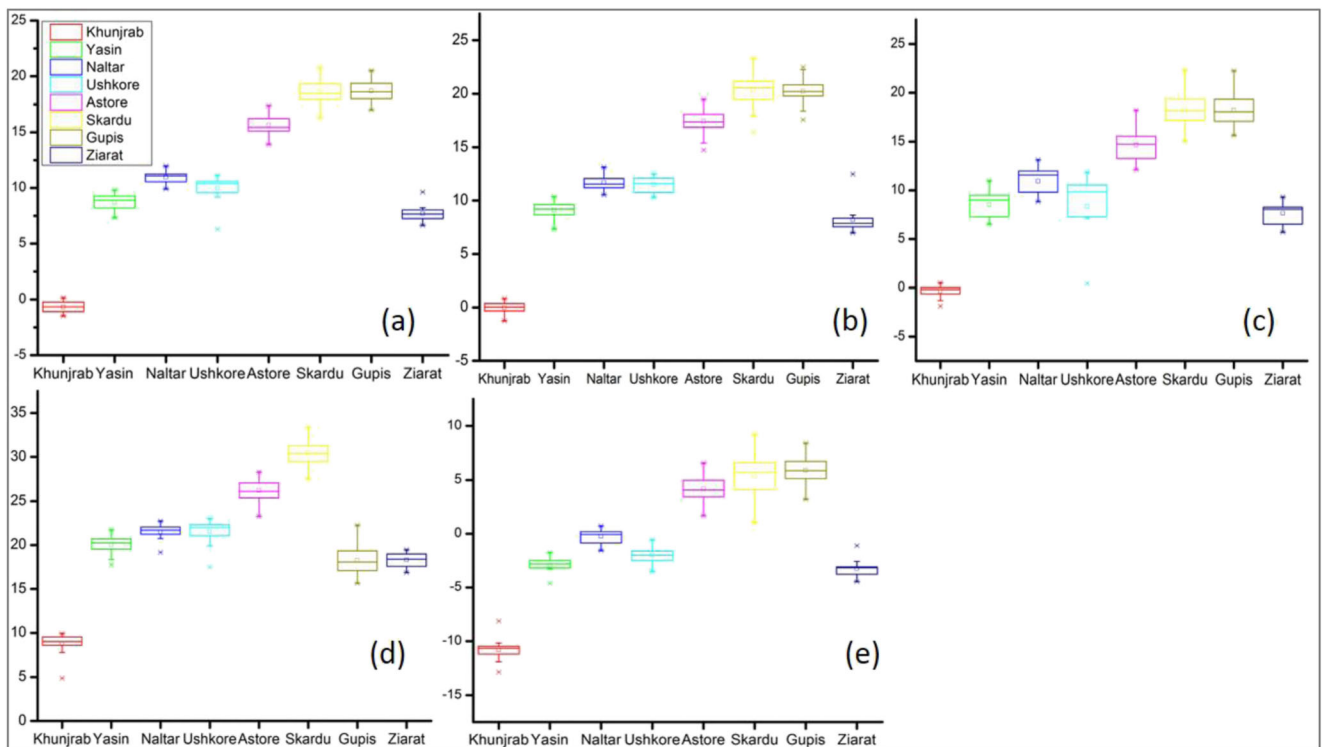 25
20
15
10
5
0
-5
Khunjrab
Yasin
Naltar
Ushkore
Astore
Skardu
Gupis
Ziarat
(a)
Khunjrab Yasin Naltar Ushkore Astore Skardu Gupis Ziarat
25
20
15
10
5
0
-5
(b)
Khunjrab Yasin Naltar Ushkore Astore Skardu Gupis Ziarat
25
20
15
10
5
0
-5
(c)
Khunjrab Yasin Naltar Ushkore Astore Skardu Gupis Ziarat
35
30
25
20
15
10
5
0
(d)
Khunjrab Yasin Naltar Ushkore Astore Skardu Gupis Ziarat
10
5
0
-5
-10
-15
(e)
Khunjrab Yasin Naltar Ushkore Astore Skardu Gupis Ziarat